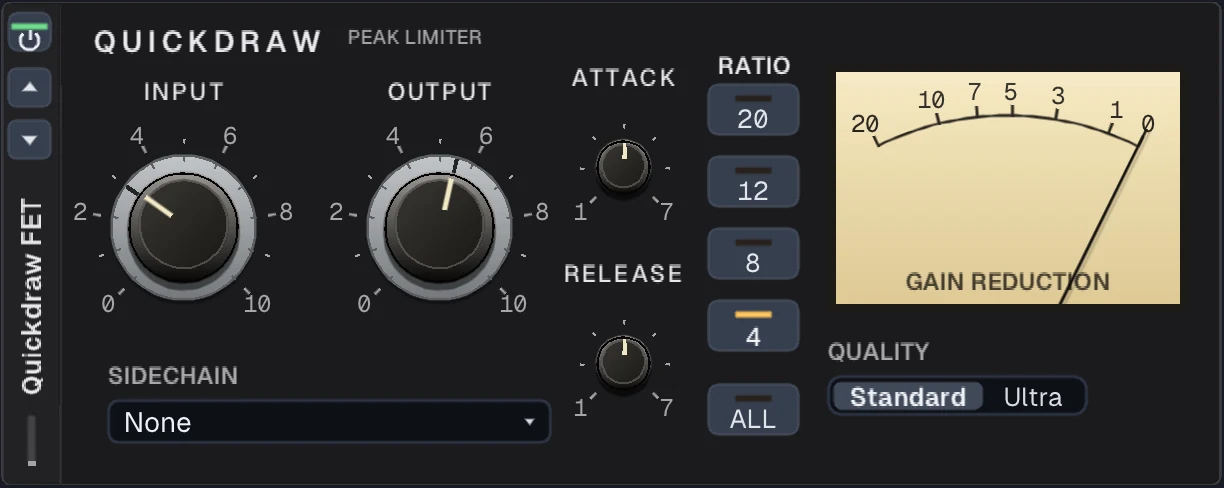 Quickdraw FET
QUICKDRAW PEAK LIMITER
INPUT
0 2 4 6 8 10
OUTPUT
0 2 4 6 8 10
SIDECHAIN
None
ATTACK
1 7
RELEASE
1 7
RATIO
20
12
8
4
ALL
20 10 7 5 3 1 0
GAIN REDUCTION
QUALITY
Standard Ultra